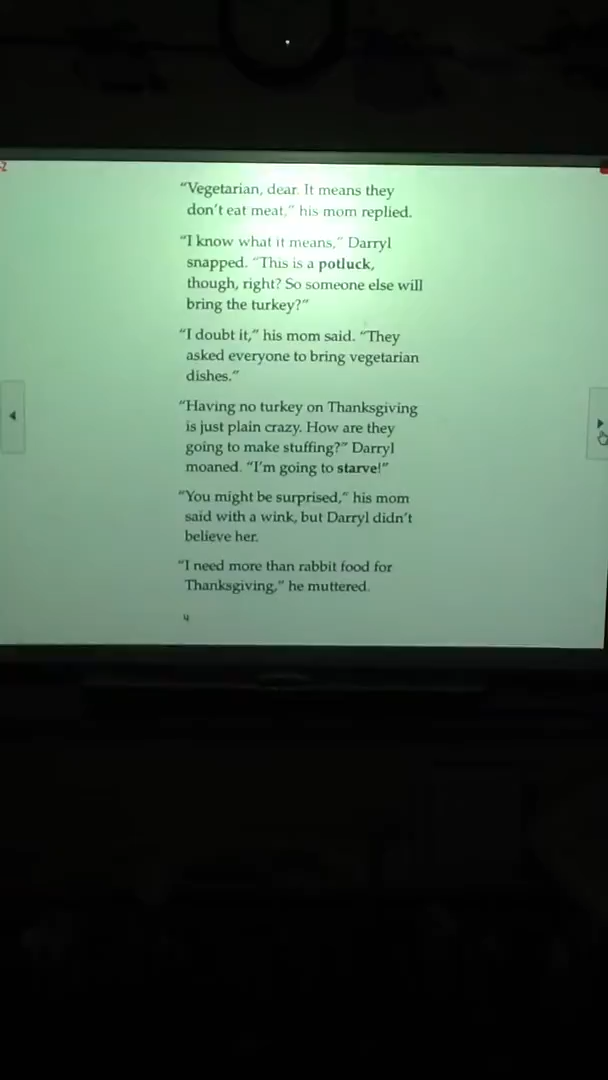 “Vegetarian, dear. It means they
don’t eat meat,” his mom replied.
“I know what it means,” Darryl
snapped. “This is a potluck,
though, right? So someone else will
bring the turkey?”
“I doubt it,” his mom said. “They
asked everyone to bring vegetarian
dishes.”
“Having no turkey on Thanksgiving
is just plain crazy. How are they
going to make stuffing?” Darryl
moaned. “I’m going to starve!”
“You might be surprised,” his mom
said with a wink, but Darryl didn’t
believe her.
“I need more than rabbit food for
Thanksgiving,” he muttered.
4